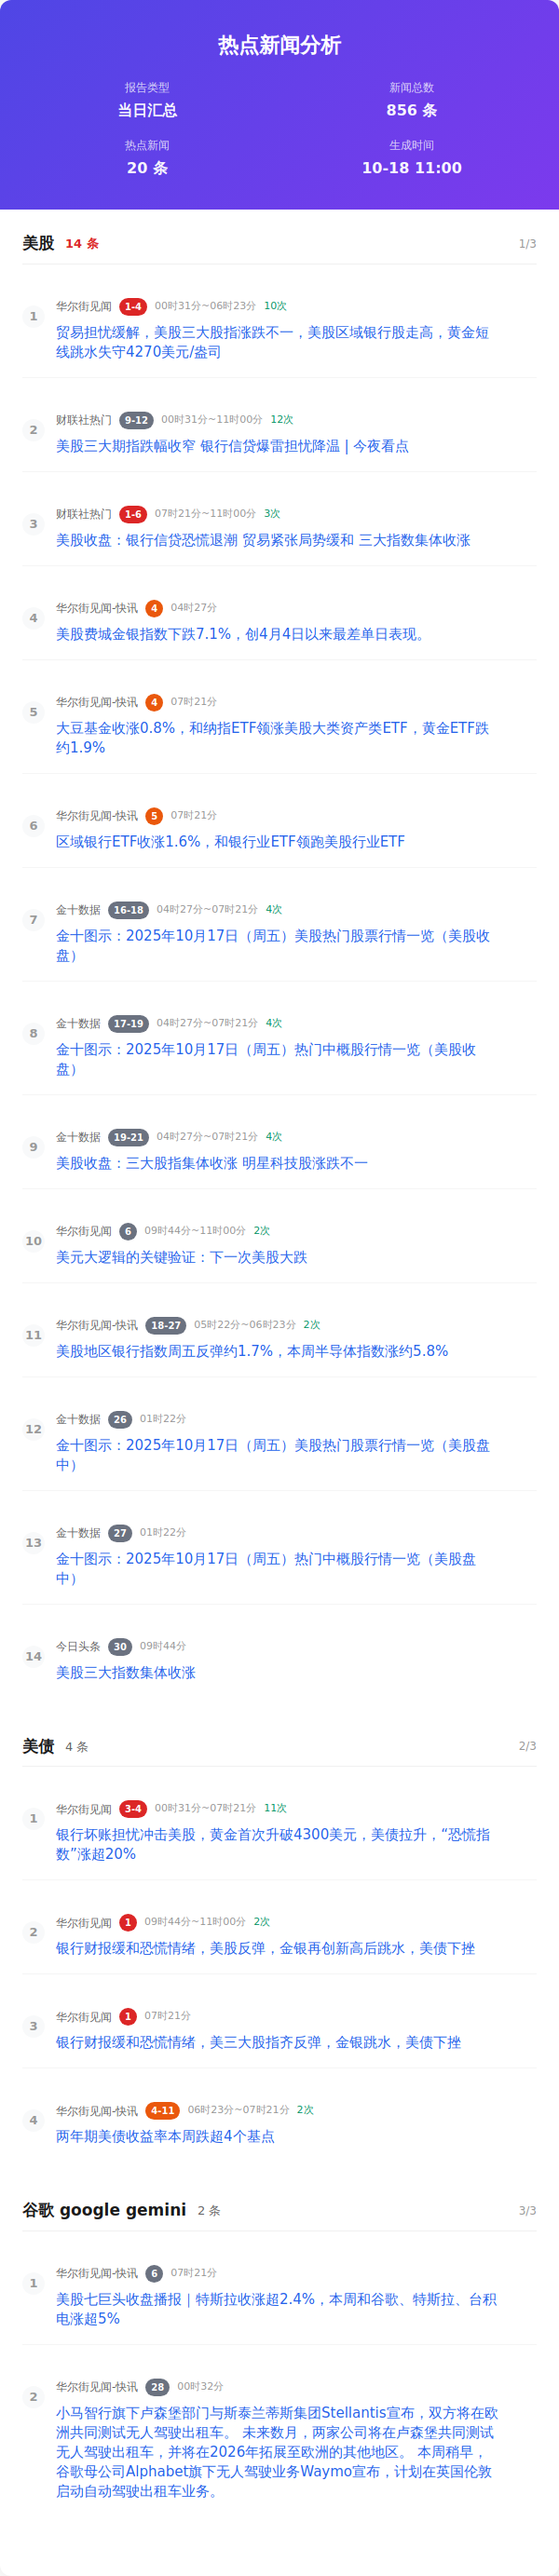 热点新闻分析
报告类型
当日汇总
新闻总数
856 条
热点新闻
20 条
生成时间
10-18 11:00
美股 14 条 1/3
1
华尔街见闻 1-4 00时31分~06时23分 10次
贸易担忧缓解，美股三大股指涨跌不一，美股区域银行股走高，黄金短
线跳水失守4270美元/盎司
2
财联社热门 9-12 00时31分~11时00分 12次
美股三大期指跌幅收窄 银行信贷爆雷担忧降温 | 今夜看点
3
财联社热门 1-6 07时21分~11时00分 3次
美股收盘：银行信贷恐慌退潮 贸易紧张局势缓和 三大指数集体收涨
4
华尔街见闻-快讯 4 04时27分
美股费城金银指数下跌7.1%，创4月4日以来最差单日表现。
5
华尔街见闻-快讯 4 07时21分
大豆基金收涨0.8%，和纳指ETF领涨美股大类资产类ETF，黄金ETF跌
约1.9%
6
华尔街见闻-快讯 5 07时21分
区域银行ETF收涨1.6%，和银行业ETF领跑美股行业ETF
7
金十数据 16-18 04时27分~07时21分 4次
金十图示：2025年10月17日（周五）美股热门股票行情一览（美股收
盘）
8
金十数据 17-19 04时27分~07时21分 4次
金十图示：2025年10月17日（周五）热门中概股行情一览（美股收
盘）
9
金十数据 19-21 04时27分~07时21分 4次
美股收盘：三大股指集体收涨 明星科技股涨跌不一
10
华尔街见闻 6 09时44分~11时00分 2次
美元大逻辑的关键验证：下一次美股大跌
11
华尔街见闻-快讯 18-27 05时22分~06时23分 2次
美股地区银行指数周五反弹约1.7%，本周半导体指数涨约5.8%
12
金十数据 26 01时22分
金十图示：2025年10月17日（周五）美股热门股票行情一览（美股盘
中）
13
金十数据 27 01时22分
金十图示：2025年10月17日（周五）热门中概股行情一览（美股盘
中）
14
今日头条 30 09时44分
美股三大指数集体收涨
美债 4 条 2/3
1
华尔街见闻 3-4 00时31分~07时21分 11次
银行坏账担忧冲击美股，黄金首次升破4300美元，美债拉升，“恐慌指
数”涨超20%
2
华尔街见闻 1 09时44分~11时00分 2次
银行财报缓和恐慌情绪，美股反弹，金银再创新高后跳水，美债下挫
3
华尔街见闻 1 07时21分
银行财报缓和恐慌情绪，美三大股指齐反弹，金银跳水，美债下挫
4
华尔街见闻-快讯 4-11 06时23分~07时21分 2次
两年期美债收益率本周跌超4个基点
谷歌 google gemini 2 条 3/3
1
华尔街见闻-快讯 6 07时21分
美股七巨头收盘播报｜特斯拉收涨超2.4%，本周和谷歌、特斯拉、台积
电涨超5%
2
华尔街见闻-快讯 28 00时32分
小马智行旗下卢森堡部门与斯泰兰蒂斯集团Stellantis宣布，双方将在欧
洲共同测试无人驾驶出租车。 未来数月，两家公司将在卢森堡共同测试
无人驾驶出租车，并将在2026年拓展至欧洲的其他地区。 本周稍早，
谷歌母公司Alphabet旗下无人驾驶业务Waymo宣布，计划在英国伦敦
启动自动驾驶出租车业务。